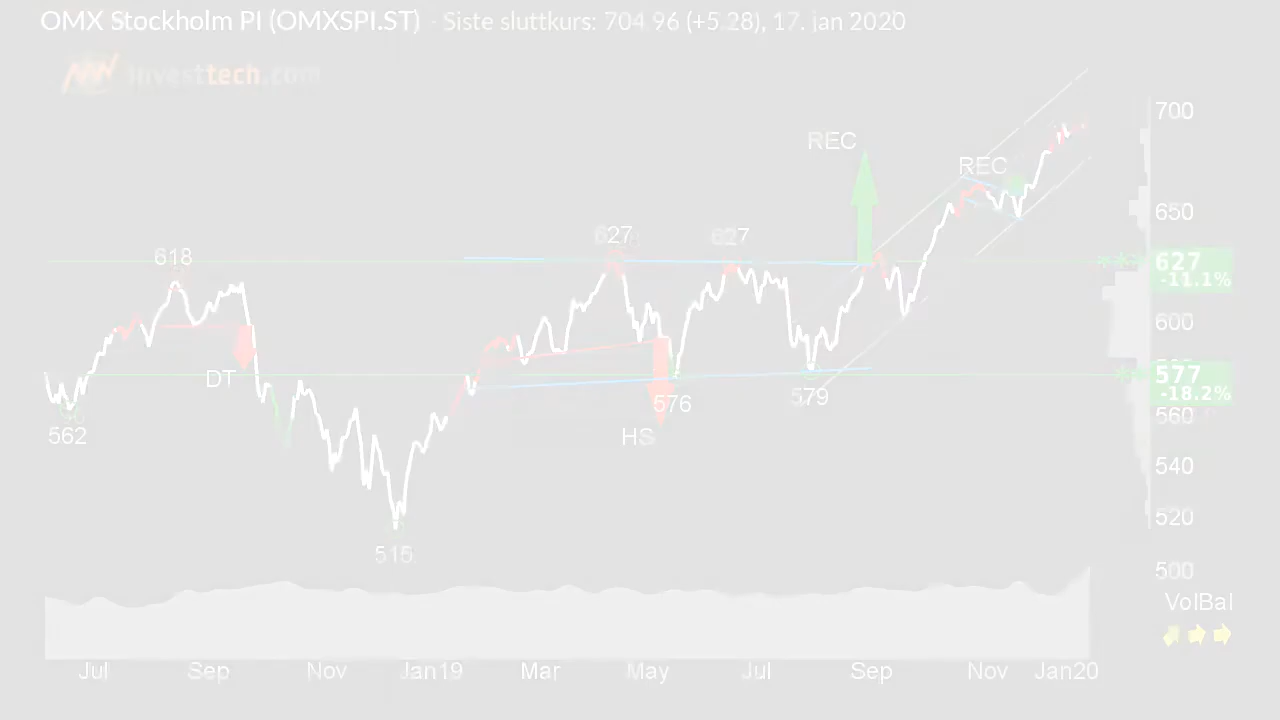 OMX Stockholm PI (OMXSPI.ST) - Siste sluttkurs: 704.96 (+5.28), 17. jan 2020
investtech.com
700
REC
REC
650
627 627
618
627
-11.1%
600
DT
577
-18.2%
576
579
560
562
HS
540
520
515
500
VolBal
Jul Sep Nov Jan19 Mar May Jul Sep Nov Jan20